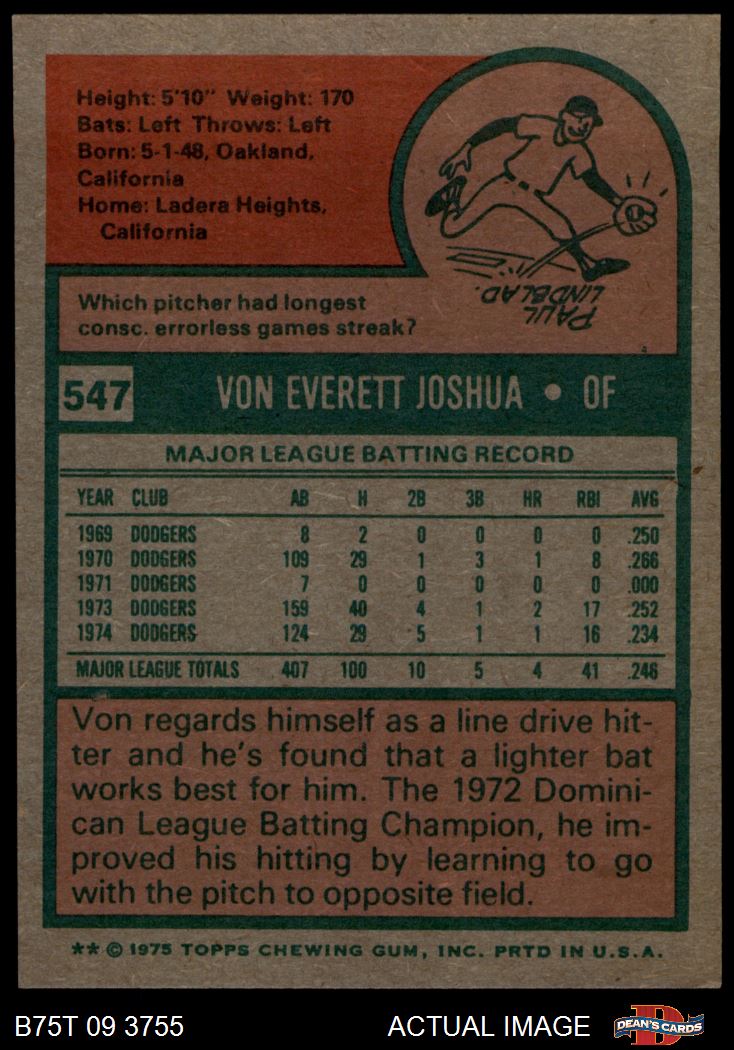 Height: 5'10" Weight: 170
Bats: Left Throws: Left
Born: 5-1-48, Oakland,
California
Home: Ladera Heights,
California
Which pitcher had longest
consc. errorless games streak?
PAUL
LINDBLAD.
547 VON EVERETT JOSHUA • OF
MAJOR LEAGUE BATTING RECORD
YEAR CLUB AB H 2B 3B HR RBI AVG
1969 DODGERS 8 2 0 0 0 0 .250
1970 DODGERS 109 29 1 3 1 8 .266
1971 DODGERS 7 0 0 0 0 0 .000
1973 DODGERS 159 40 4 1 2 17 .252
1974 DODGERS 124 29 5 1 1 16 .234
MAJOR LEAGUE TOTALS 407 100 10 5 4 41 .246
Von regards himself as a line drive hit-
ter and he's found that a lighter bat
works best for him. The 1972 Domini-
can League Batting Champion, he im-
proved his hitting by learning to go
with the pitch to opposite field.
** © 1975 TOPPS CHEWING GUM, INC. PRTD IN U.S.A.
B75T 09 3755 ACTUAL IMAGE DEAN'S CARDS